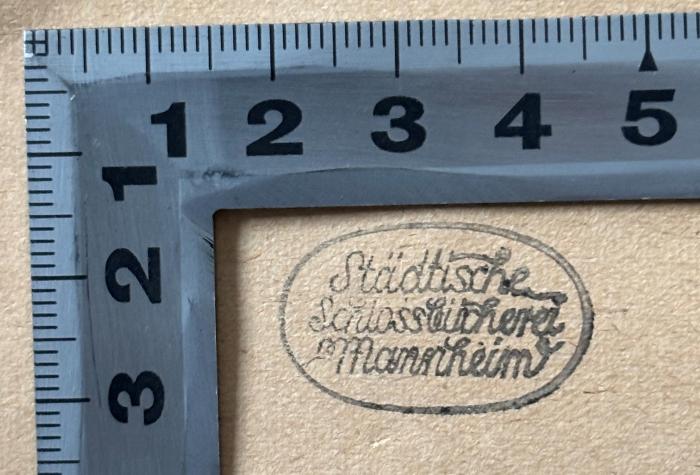 1 2 3 4 5
1
2
3
Städtische
Schlossbücherei
Mannheim